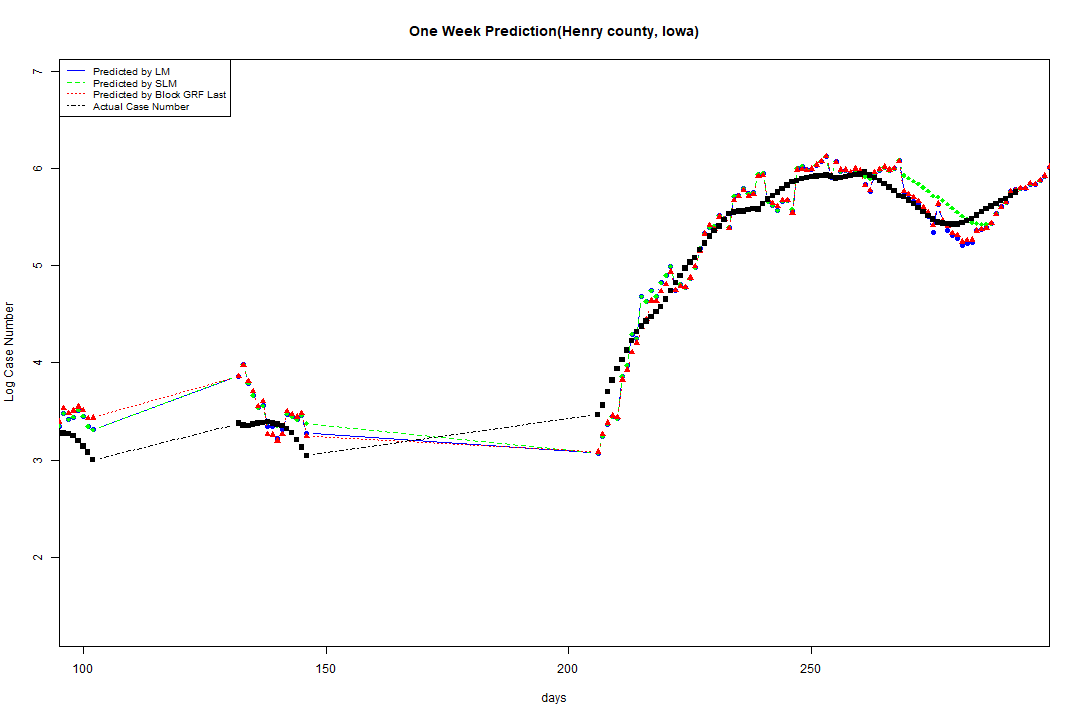 One Week Prediction(Henry county, Iowa)
Predicted by LM
Predicted by SLM
Predicted by Block GRF Last
Actual Case Number
7
6
5
4
3
2
Log Case Number
100 150 200 250
days